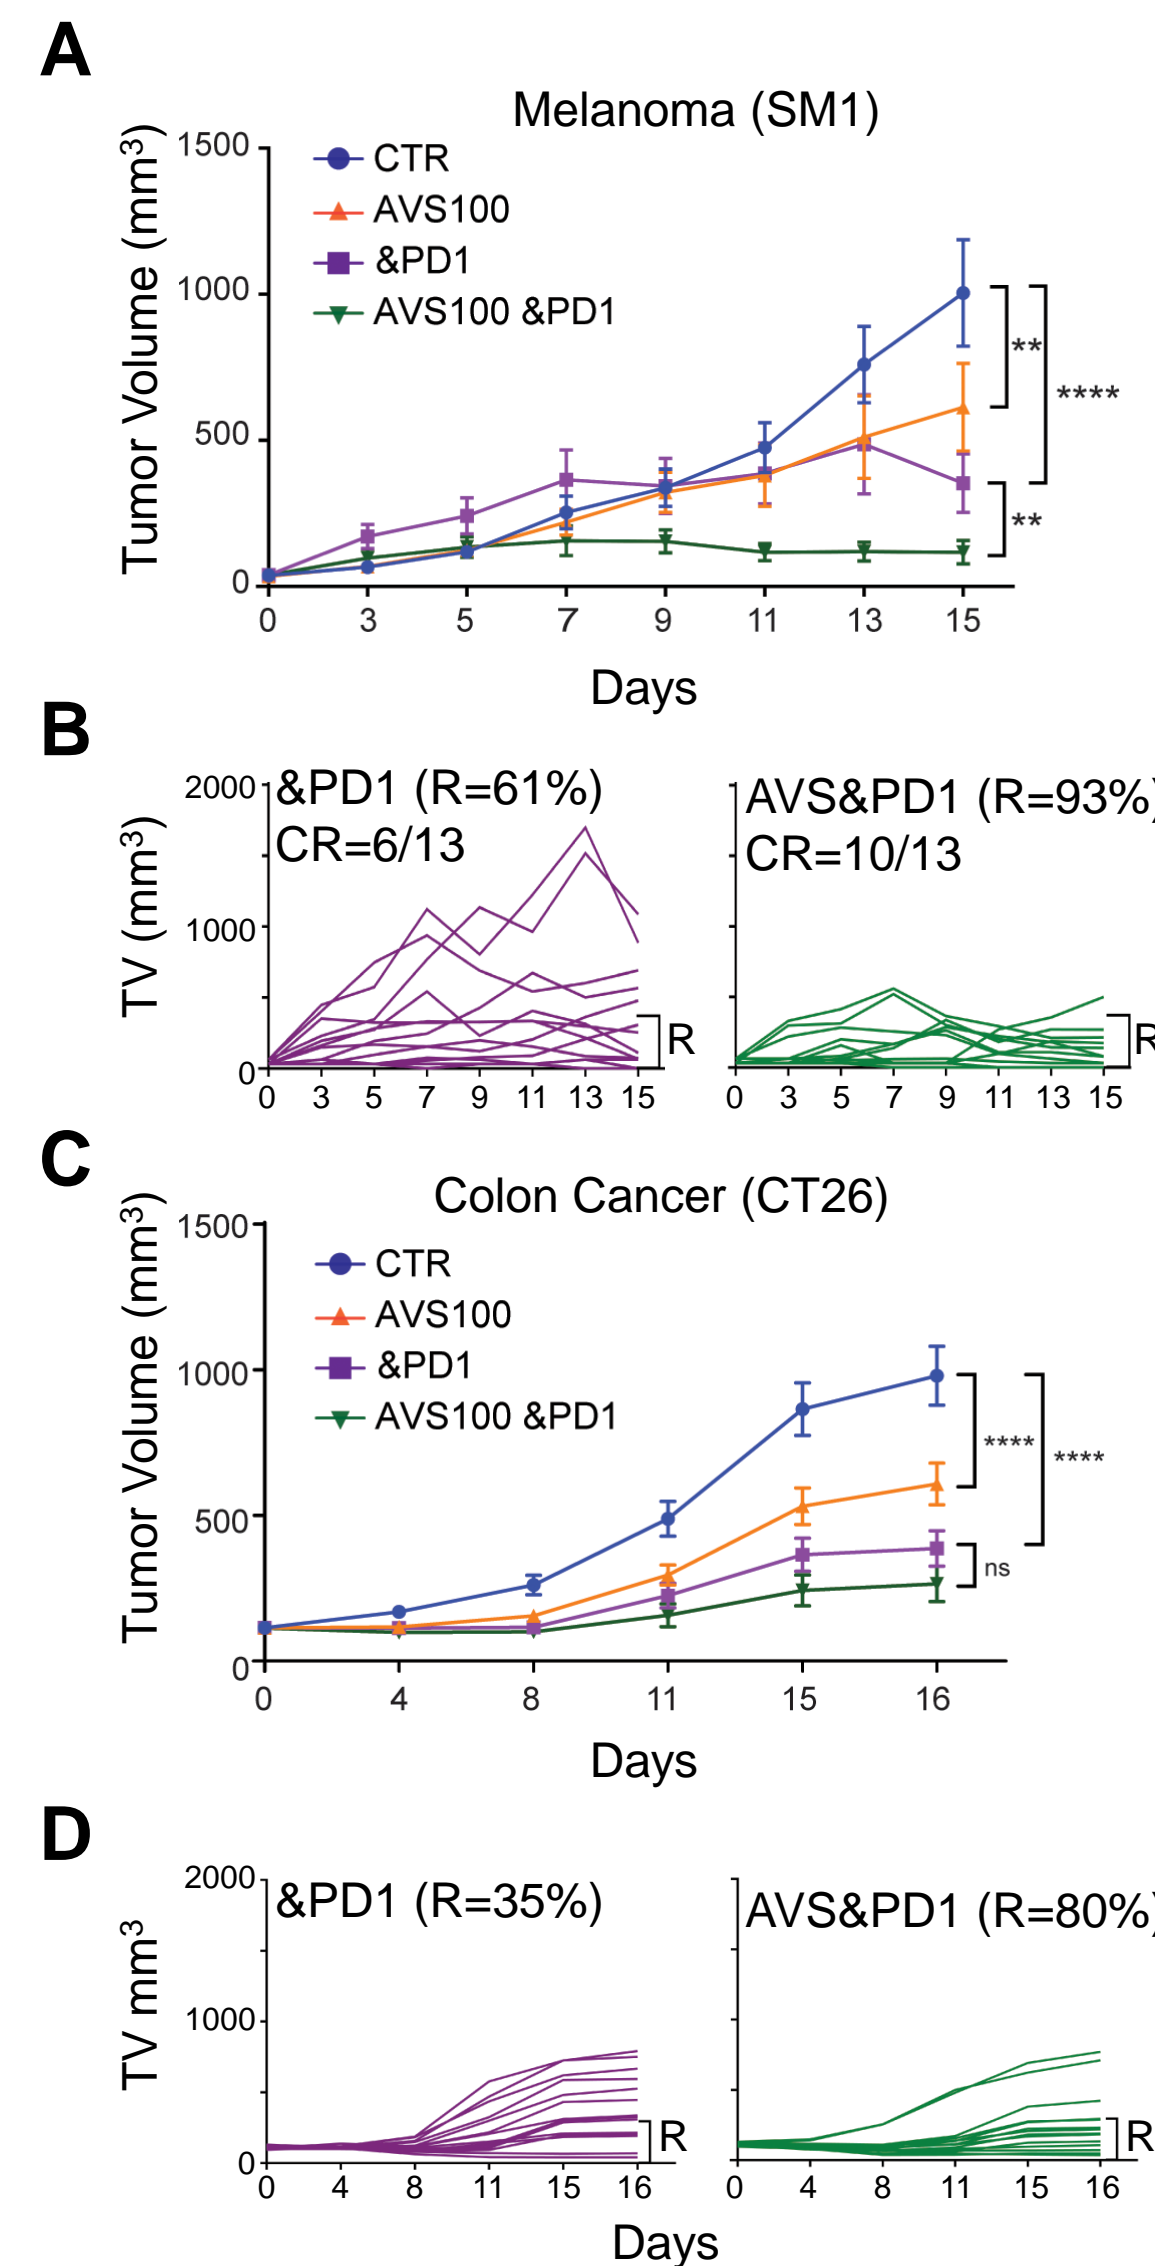 A
Melanoma (SM1)
Tumor Volume (mm³)
1500
1000
500
0
CTR
AVS100
&PD1
AVS100 &PD1
**
****
**
0 3 5 7 9 11 13 15
Days
B
TV (mm³)
2000
1000
0
&PD1 (R=61%)
CR=6/13
R
0 3 5 7 9 11 13 15
AVS&PD1 (R=93%)
CR=10/13
R
0 3 5 7 9 11 13 15
C
Colon Cancer (CT26)
Tumor Volume (mm³)
1500
1000
500
0
CTR
AVS100
&PD1
AVS100 &PD1
****
****
ns
0 4 8 11 15 16
Days
D
TV mm³
2000
1000
0
&PD1 (R=35%)
R
0 4 8 11 15 16
AVS&PD1 (R=80%)
R
0 4 8 11 15 16
Days